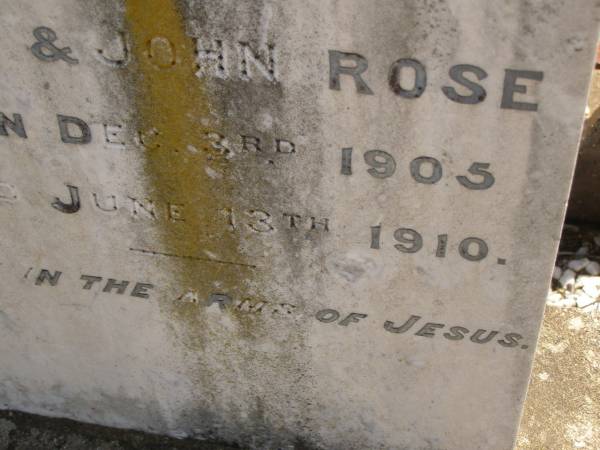 & JOHN ROSE
N DEC. 3RD. 1905
D JUNE 13TH 1910.
IN THE ARMS OF JESUS.